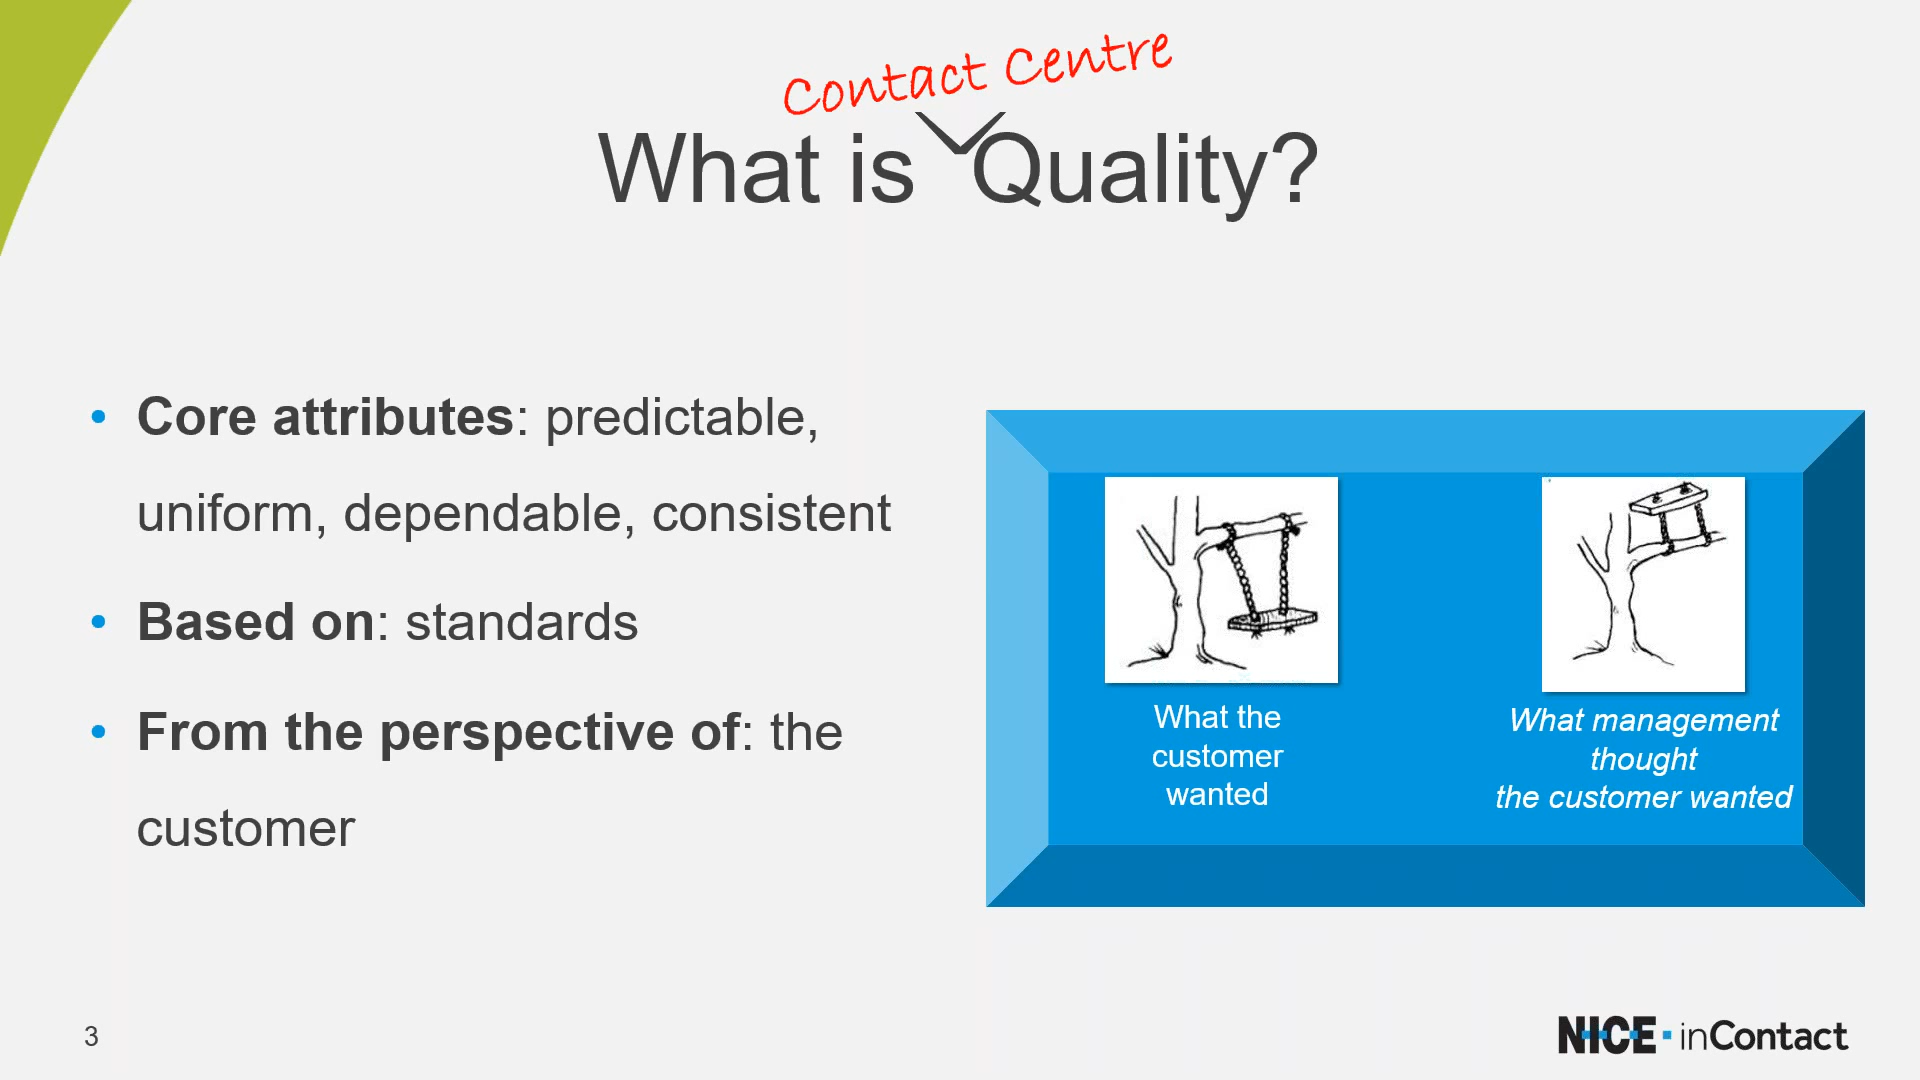 Contact Centre
What is Quality?
• Core attributes: predictable,
uniform, dependable, consistent
• Based on: standards
• From the perspective of: the
customer
What the
customer
wanted
What management
thought
the customer wanted
3
NICE inContact